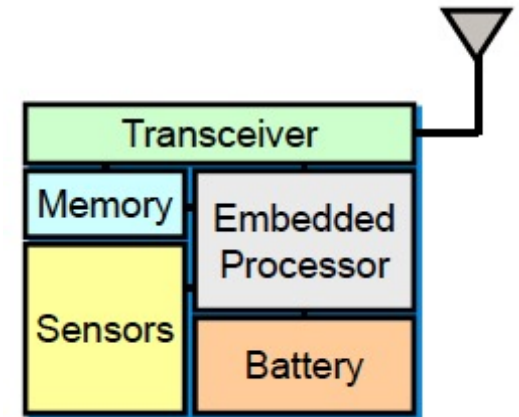 Transceiver
Memory
Embedded
Processor
Sensors
Battery